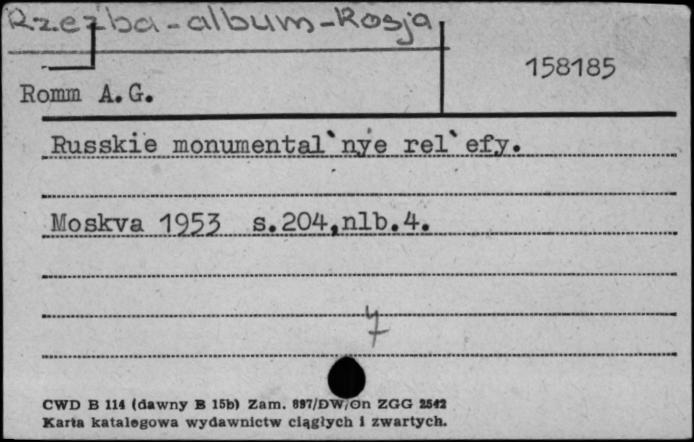 Rzeźba-album-Rosja
158185
Romm A.G.
Russkie monumental`nye rel`efy.
Moskva 1953 s.204,nlb.4.
7
CWD B 114 (dawny B 15b) Zam. 897/DW/On ZGG 2542
Karta katalogowa wydawnictw ciągłych i zwartych.